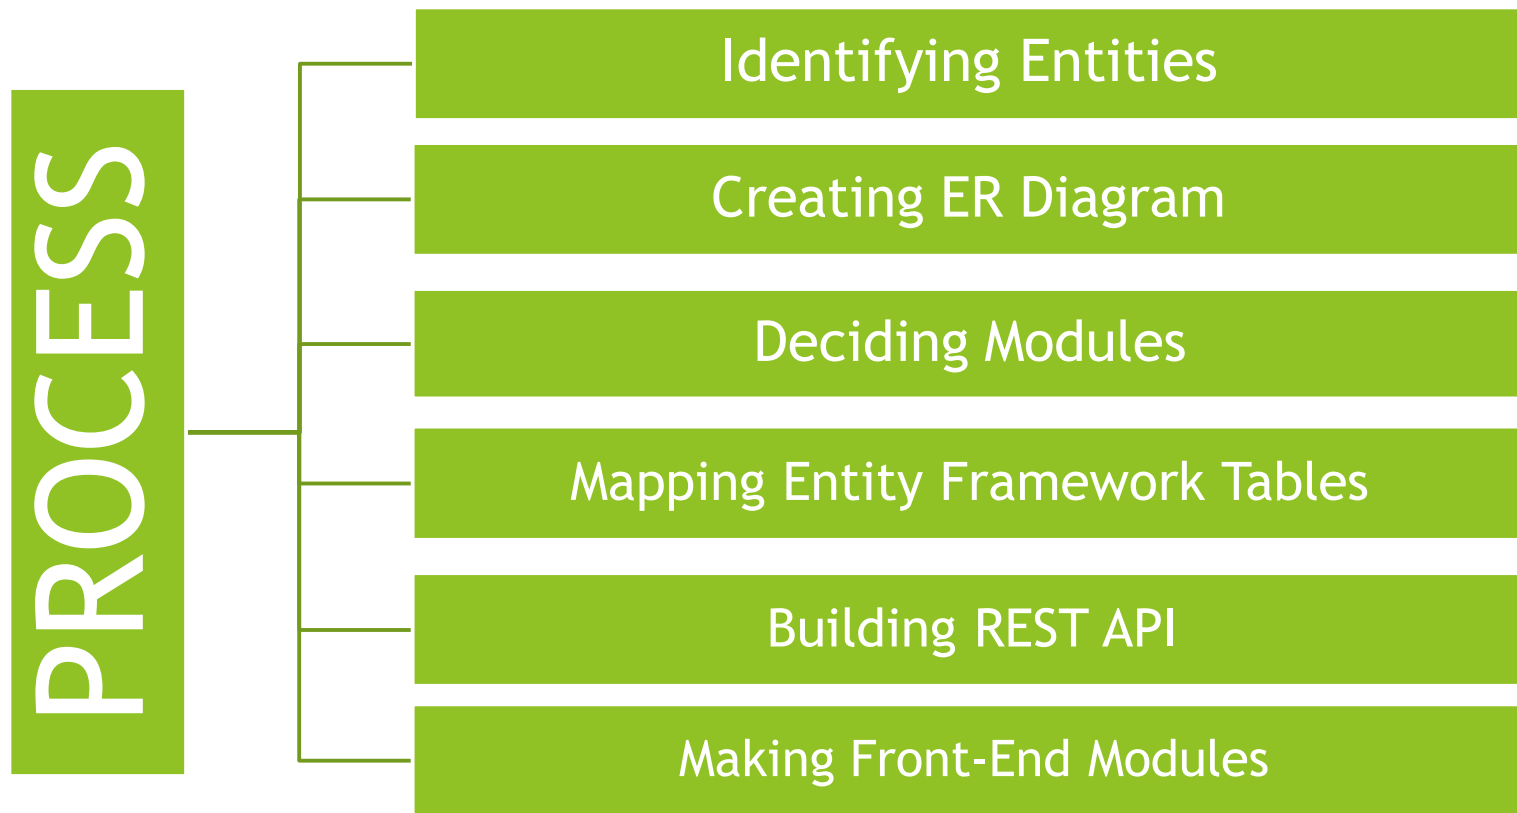 PROCESS
Identifying Entities
Creating ER Diagram
Deciding Modules
Mapping Entity Framework Tables
Building REST API
Making Front-End Modules